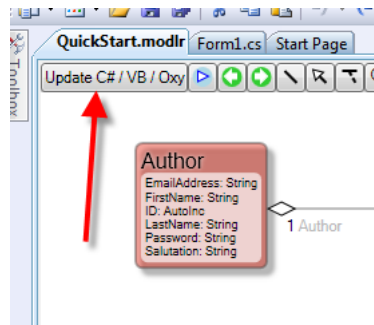 QuickStart.modlr Form1.cs Start Page
Toolbox
Update C# / VB / Oxy
Author
EmailAddress: String
FirstName: String
ID: AutoInc
LastName: String
Password: String
Salutation: String
1 Author